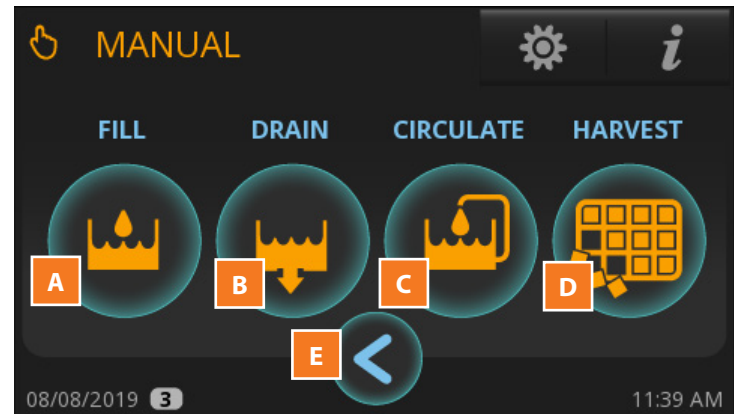 MANUAL i
FILL DRAIN CIRCULATE HARVEST
A B C D
E
08/08/2019 3 11:39 AM